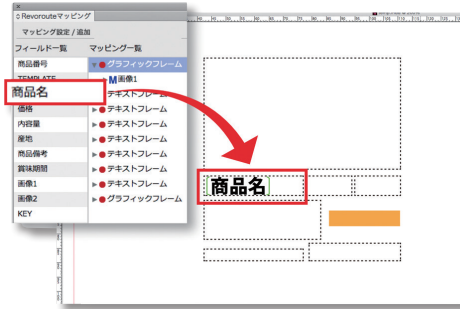 Revorouteマッピング
マッピング設定 / 追加
フィールド一覧 マッピング一覧
商品番号 グラフィックフレーム
TEMPLATE M画像1
商品名 テキストフレーム
価格 テキストフレーム
内容量 テキストフレーム
産地 テキストフレーム
商品備考 テキストフレーム
賞味期間 テキストフレーム
画像1 テキストフレーム
画像2 グラフィックフレーム
KEY
商品名